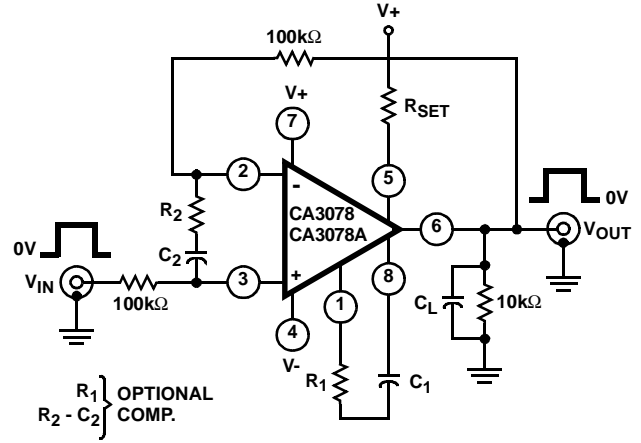 V+
100kΩ
RSET
V+
7
2
5
-
R2
CA3078
CA3078A
6
0V
VOUT
0V
C2
VIN
+
3
8
100kΩ
1
CL
10kΩ
4
V-
R1
C1
R1 } OPTIONAL
R2 - C2 } COMP.